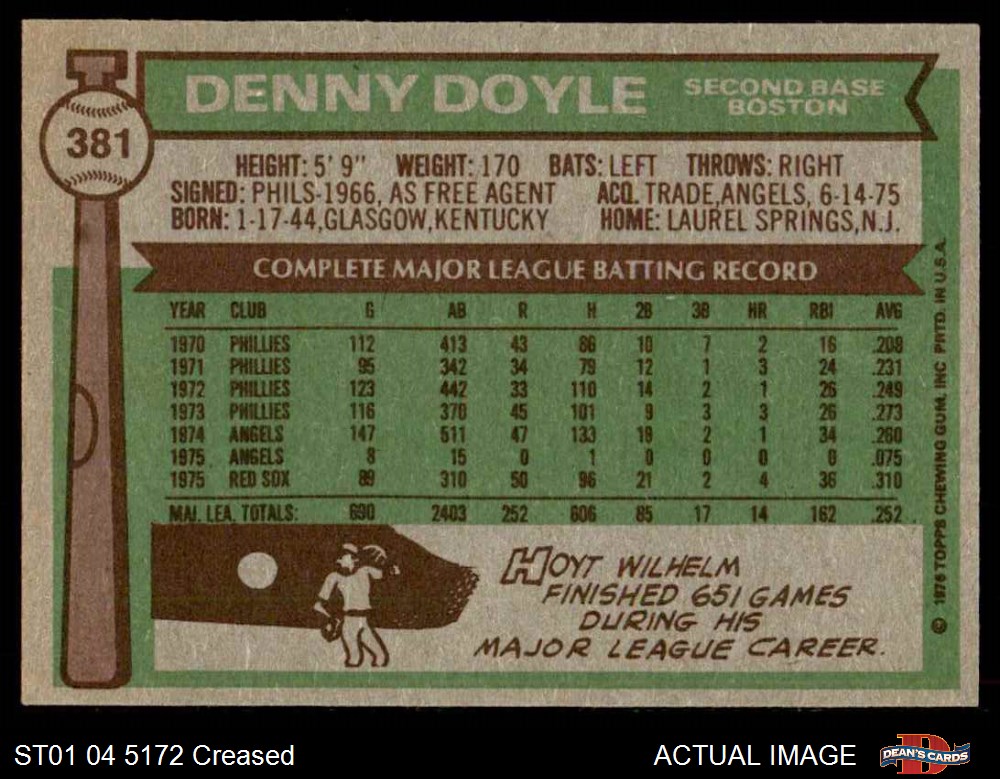 DENNY DOYLE
SECOND BASE
BOSTON
381
HEIGHT: 5' 9" WEIGHT: 170 BATS: LEFT THROWS: RIGHT
SIGNED: PHILS-1966, AS FREE AGENT ACQ. TRADE, ANGELS, 6-14-75
BORN: 1-17-44, GLASGOW, KENTUCKY HOME: LAUREL SPRINGS, N.J.
COMPLETE MAJOR LEAGUE BATTING RECORD
YEAR CLUB G AB R H 2B 3B HR RBI AVG
1970 PHILLIES 112 413 43 86 10 7 2 16 .208
1971 PHILLIES 95 342 34 79 12 1 3 24 .231
1972 PHILLIES 123 442 33 110 14 2 1 26 .249
1973 PHILLIES 116 370 45 101 9 3 3 26 .273
1974 ANGELS 147 511 47 133 19 2 1 34 .260
1975 ANGELS 8 15 0 1 0 0 0 0 .075
1975 RED SOX 89 310 50 96 21 2 4 36 .310
MAJ. LEA. TOTALS: 690 2403 252 606 85 17 14 162 .252
HOYT WILHELM
FINISHED 651 GAMES
DURING HIS
MAJOR LEAGUE CAREER.
© 1976 TOPPS CHEWING GUM, INC PRTD. IN U.S.A.
ST01 04 5172 Creased
ACTUAL IMAGE
DEAN'S CARDS